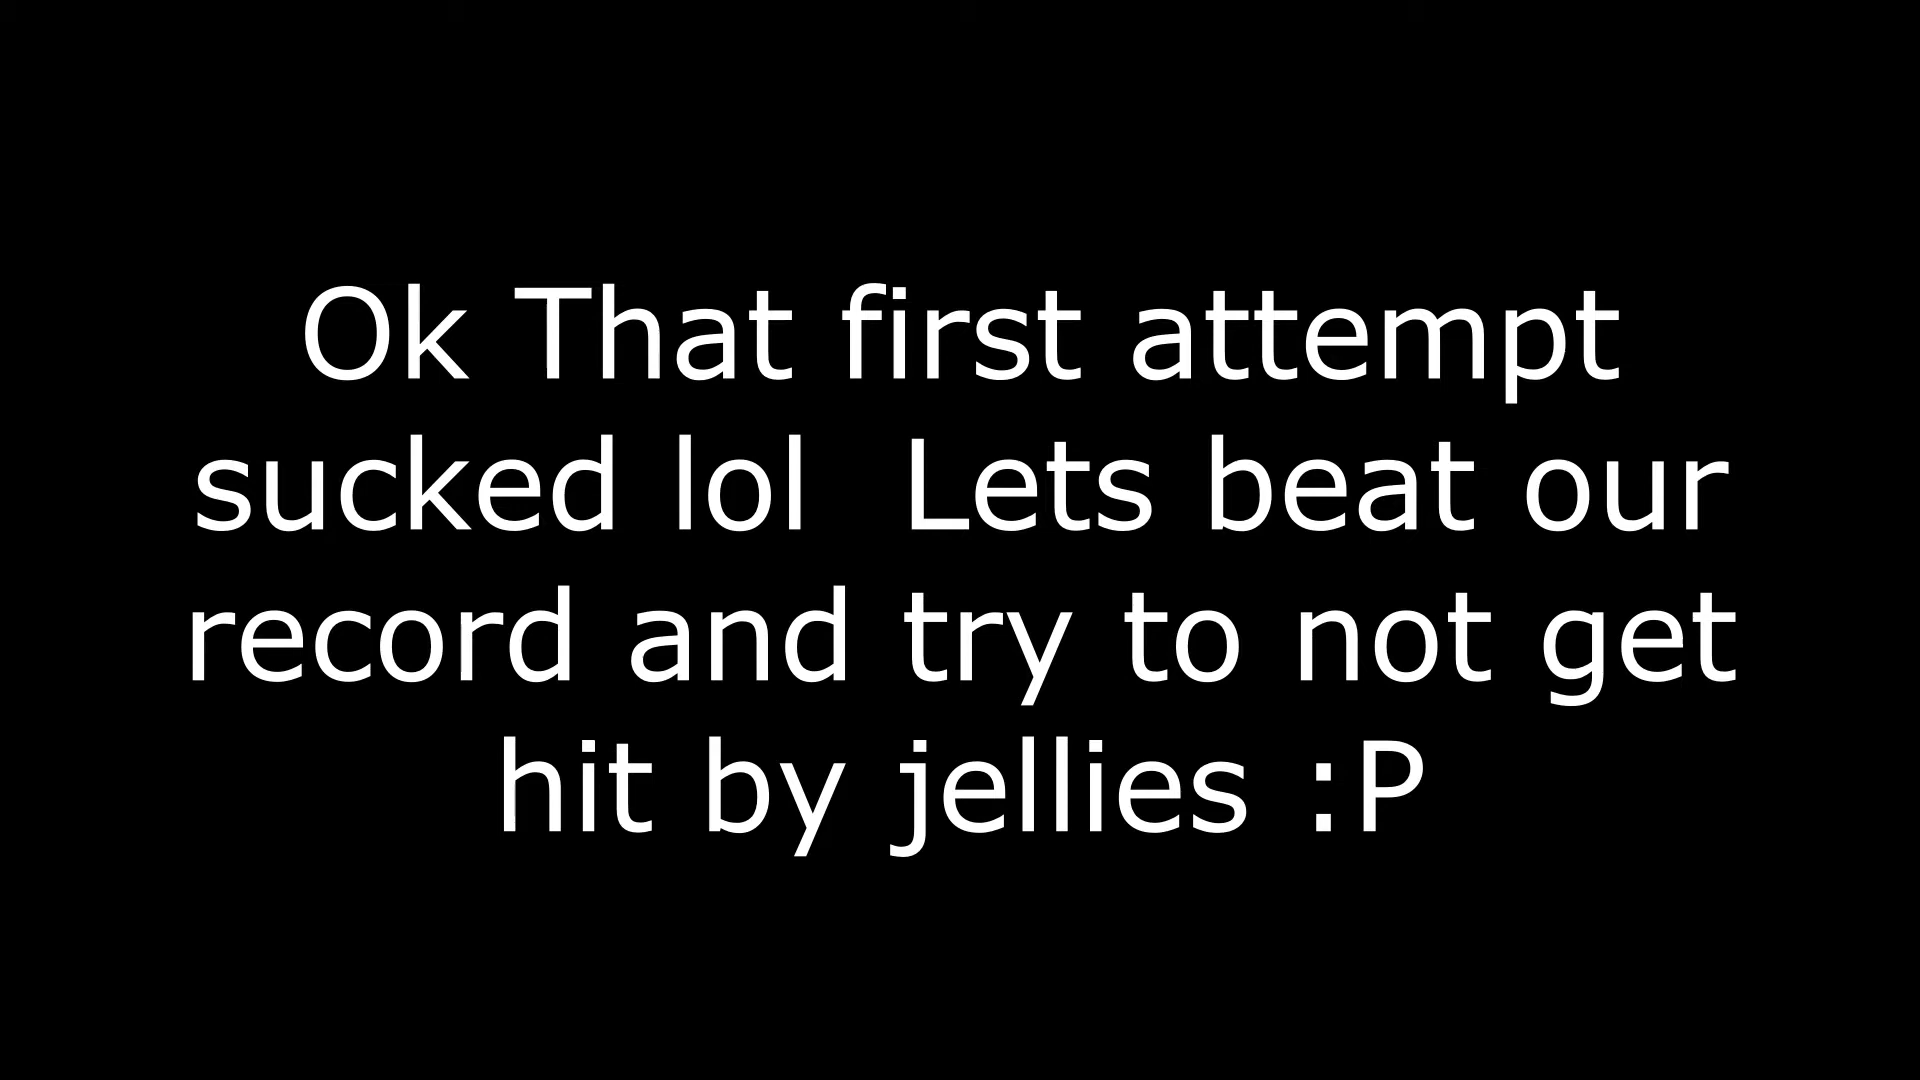 Ok That first attempt
sucked lol  Lets beat our
record and try to not get
hit by jellies :P